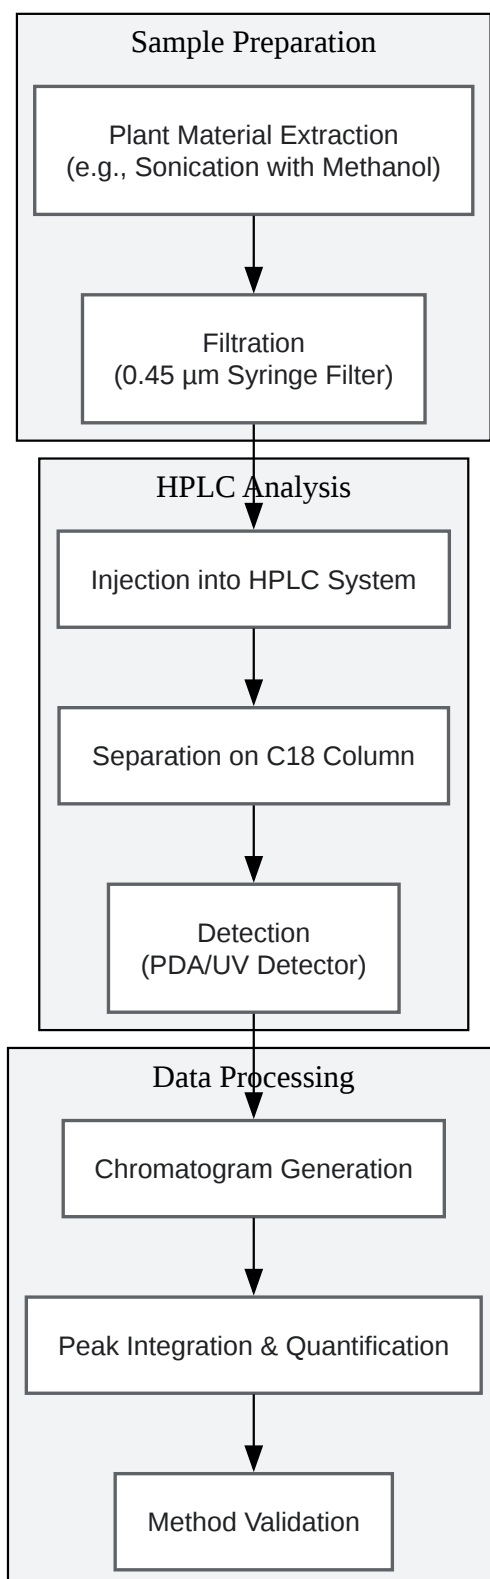 Sample Preparation
Plant Material Extraction
(e.g., Sonication with Methanol)
Filtration
(0.45 µm Syringe Filter)
HPLC Analysis
Injection into HPLC System
Separation on C18 Column
Detection
(PDA/UV Detector)
Data Processing
Chromatogram Generation
Peak Integration & Quantification
Method Validation